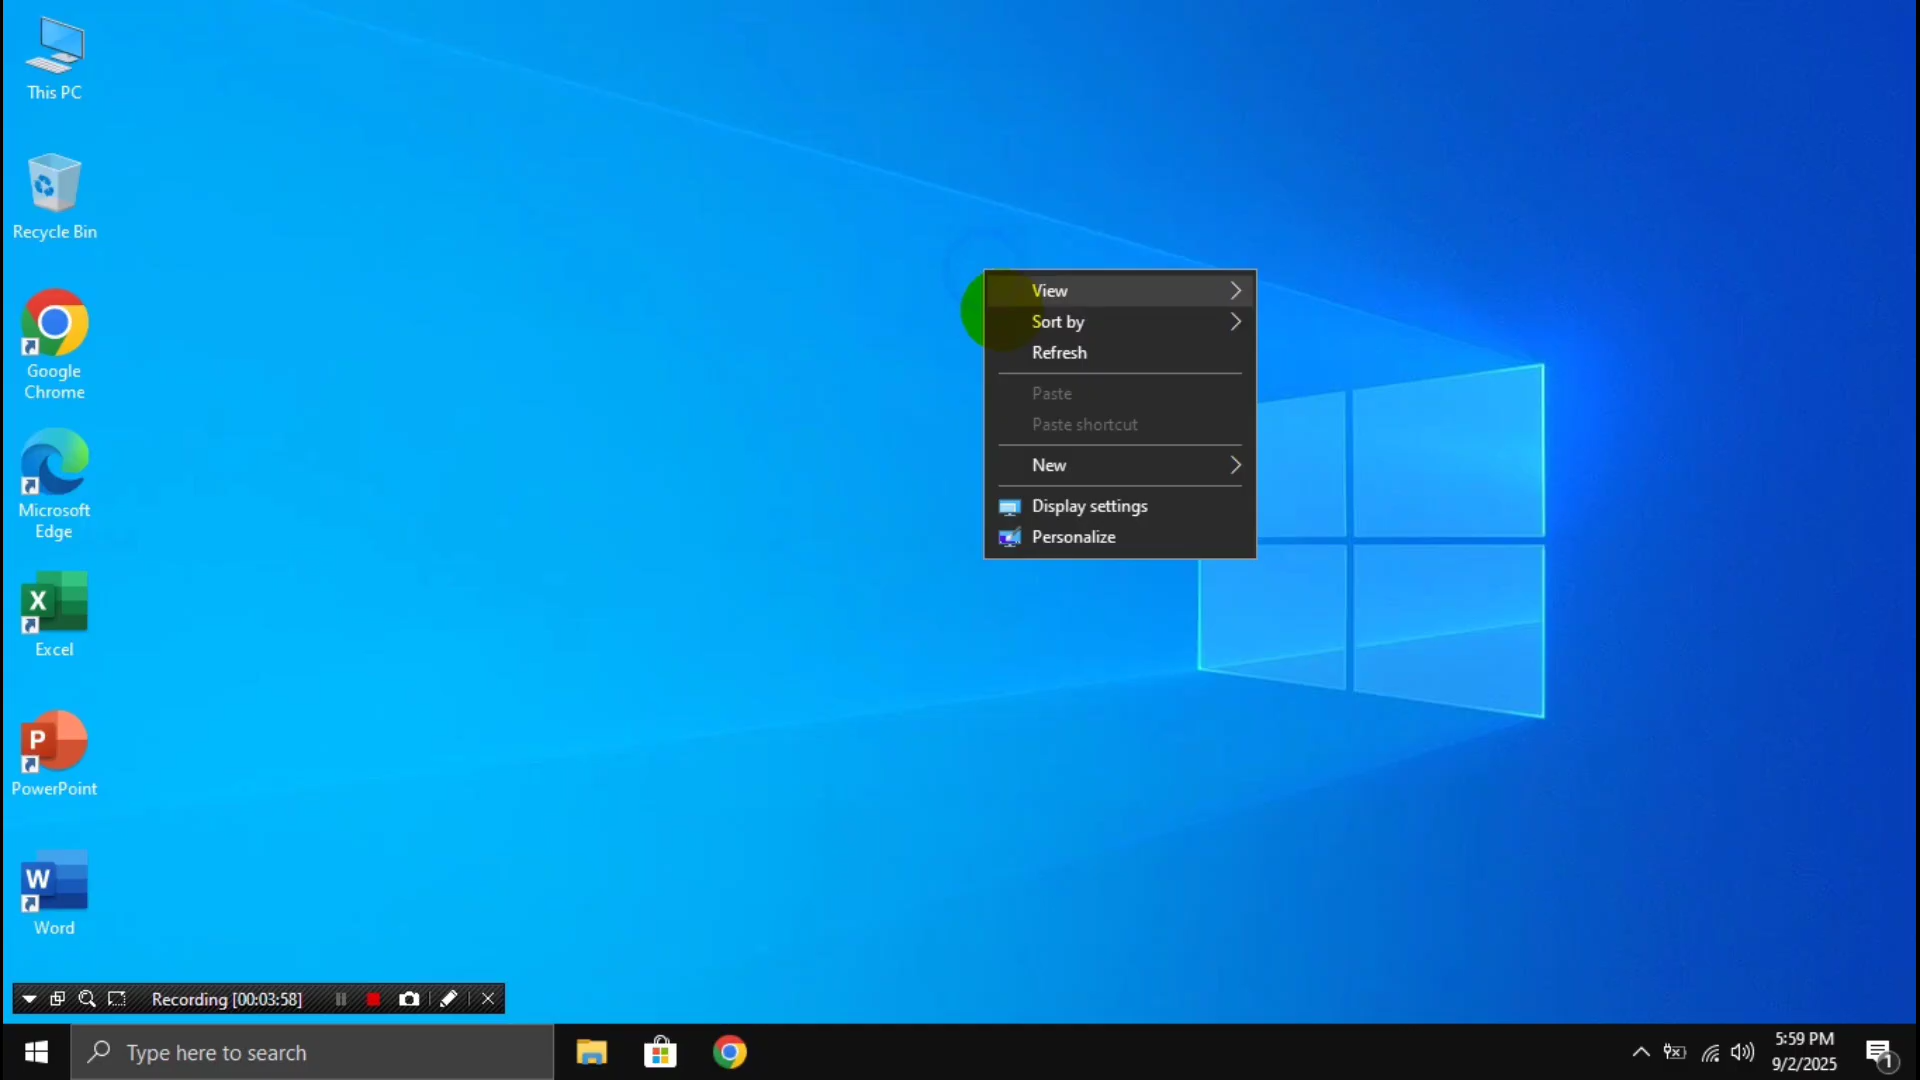 This PC
Recycle Bin
Google
Chrome
Microsoft
Edge
X
Excel
P
PowerPoint
W
Word
View
Sort by
Refresh
Paste
Paste shortcut
New
Display settings
Personalize
Recording [00:03:58]
Type here to search
5:59 PM
9/2/2025
1